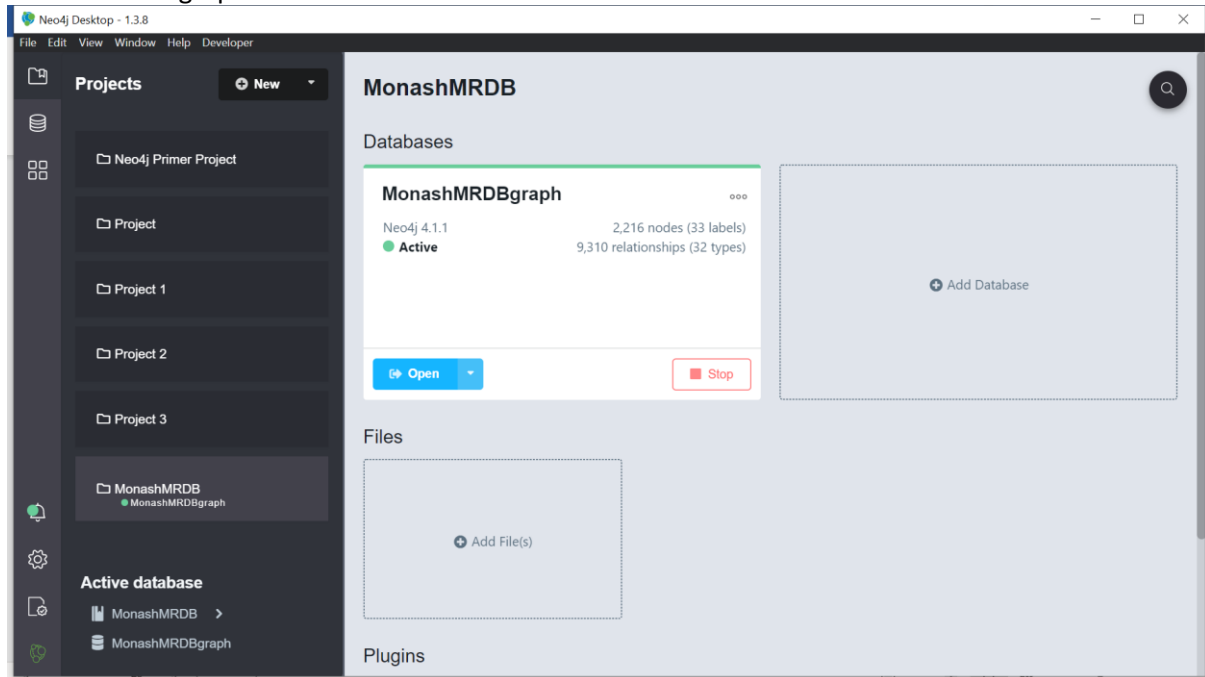 Neo4j Desktop - 1.3.8
File Edit View Window Help Developer
Projects
New
Neo4j Primer Project
Project
Project 1
Project 2
Project 3
MonashMRDB
MonashMRDBgraph
Active database
MonashMRDB
MonashMRDBgraph
MonashMRDB
Databases
MonashMRDBgraph
Neo4j 4.1.1
2,216 nodes (33 labels)
Active
9,310 relationships (32 types)
Open
Stop
Add Database
Files
Add File(s)
Plugins